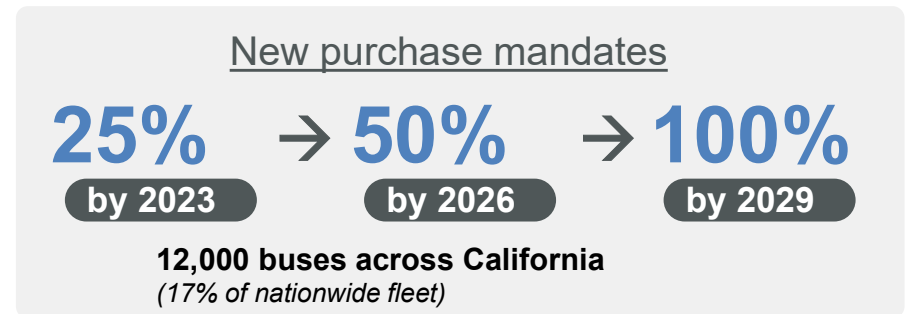 New purchase mandates
25% → 50% → 100%
by 2023 by 2026 by 2029
12,000 buses across California
(17% of nationwide fleet)